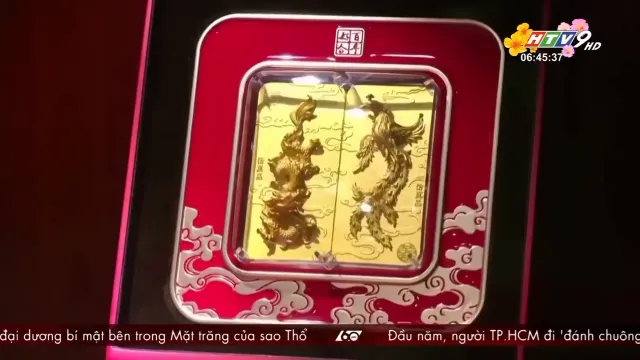 HTV9 HD
06:45:37
đại dương bí mật bên trong Mặt trăng của sao Thổ
60
Đầu năm, người TP.HCM đi 'đánh chuông